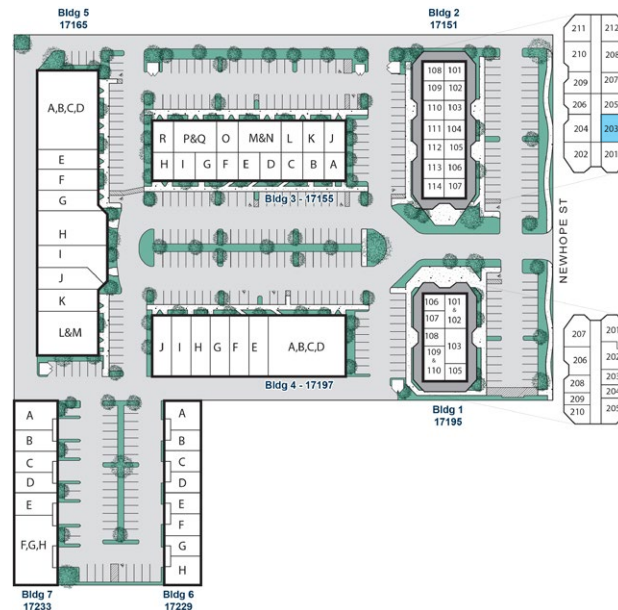 Bldg 5
17165
Bldg 2
17151
211 212
210 208
209 207
206 205
204 203
202 201
A,B,C,D
E
F
G
H
I
J
K
L&M
R P&Q O M&N L K J
H I G F E D C B A
Bldg 3 - 17155
108 101
109 102
110 103
111 104
112 105
113 106
114 107
NEWHOPE ST
J I H G F E A,B,C,D
Bldg 4 - 17197
106 101
&
107 102
108 103
109
&
110 105
Bldg 1
17195
207 201
206 202
203
208 204
209
210 205
A
B
C
D
E
F,G,H
Bldg 7
17233
A
B
C
D
E
F
G
H
Bldg 6
17229